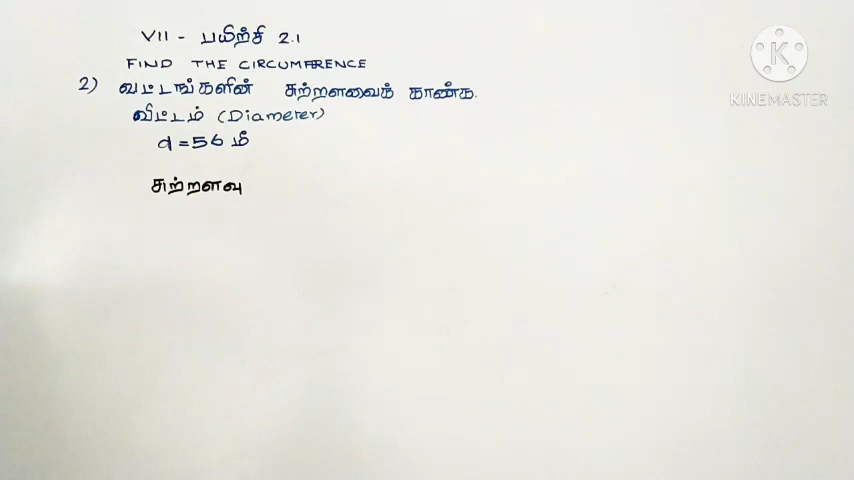 VII - பயிற்சி 2.1
FIND THE CIRCUMFERENCE
2) வட்டங்களின் சுற்றளவைக் காண்க.
விட்டம் (Diameter)
d = 56 மீ
சுற்றளவு
KINEMASTER